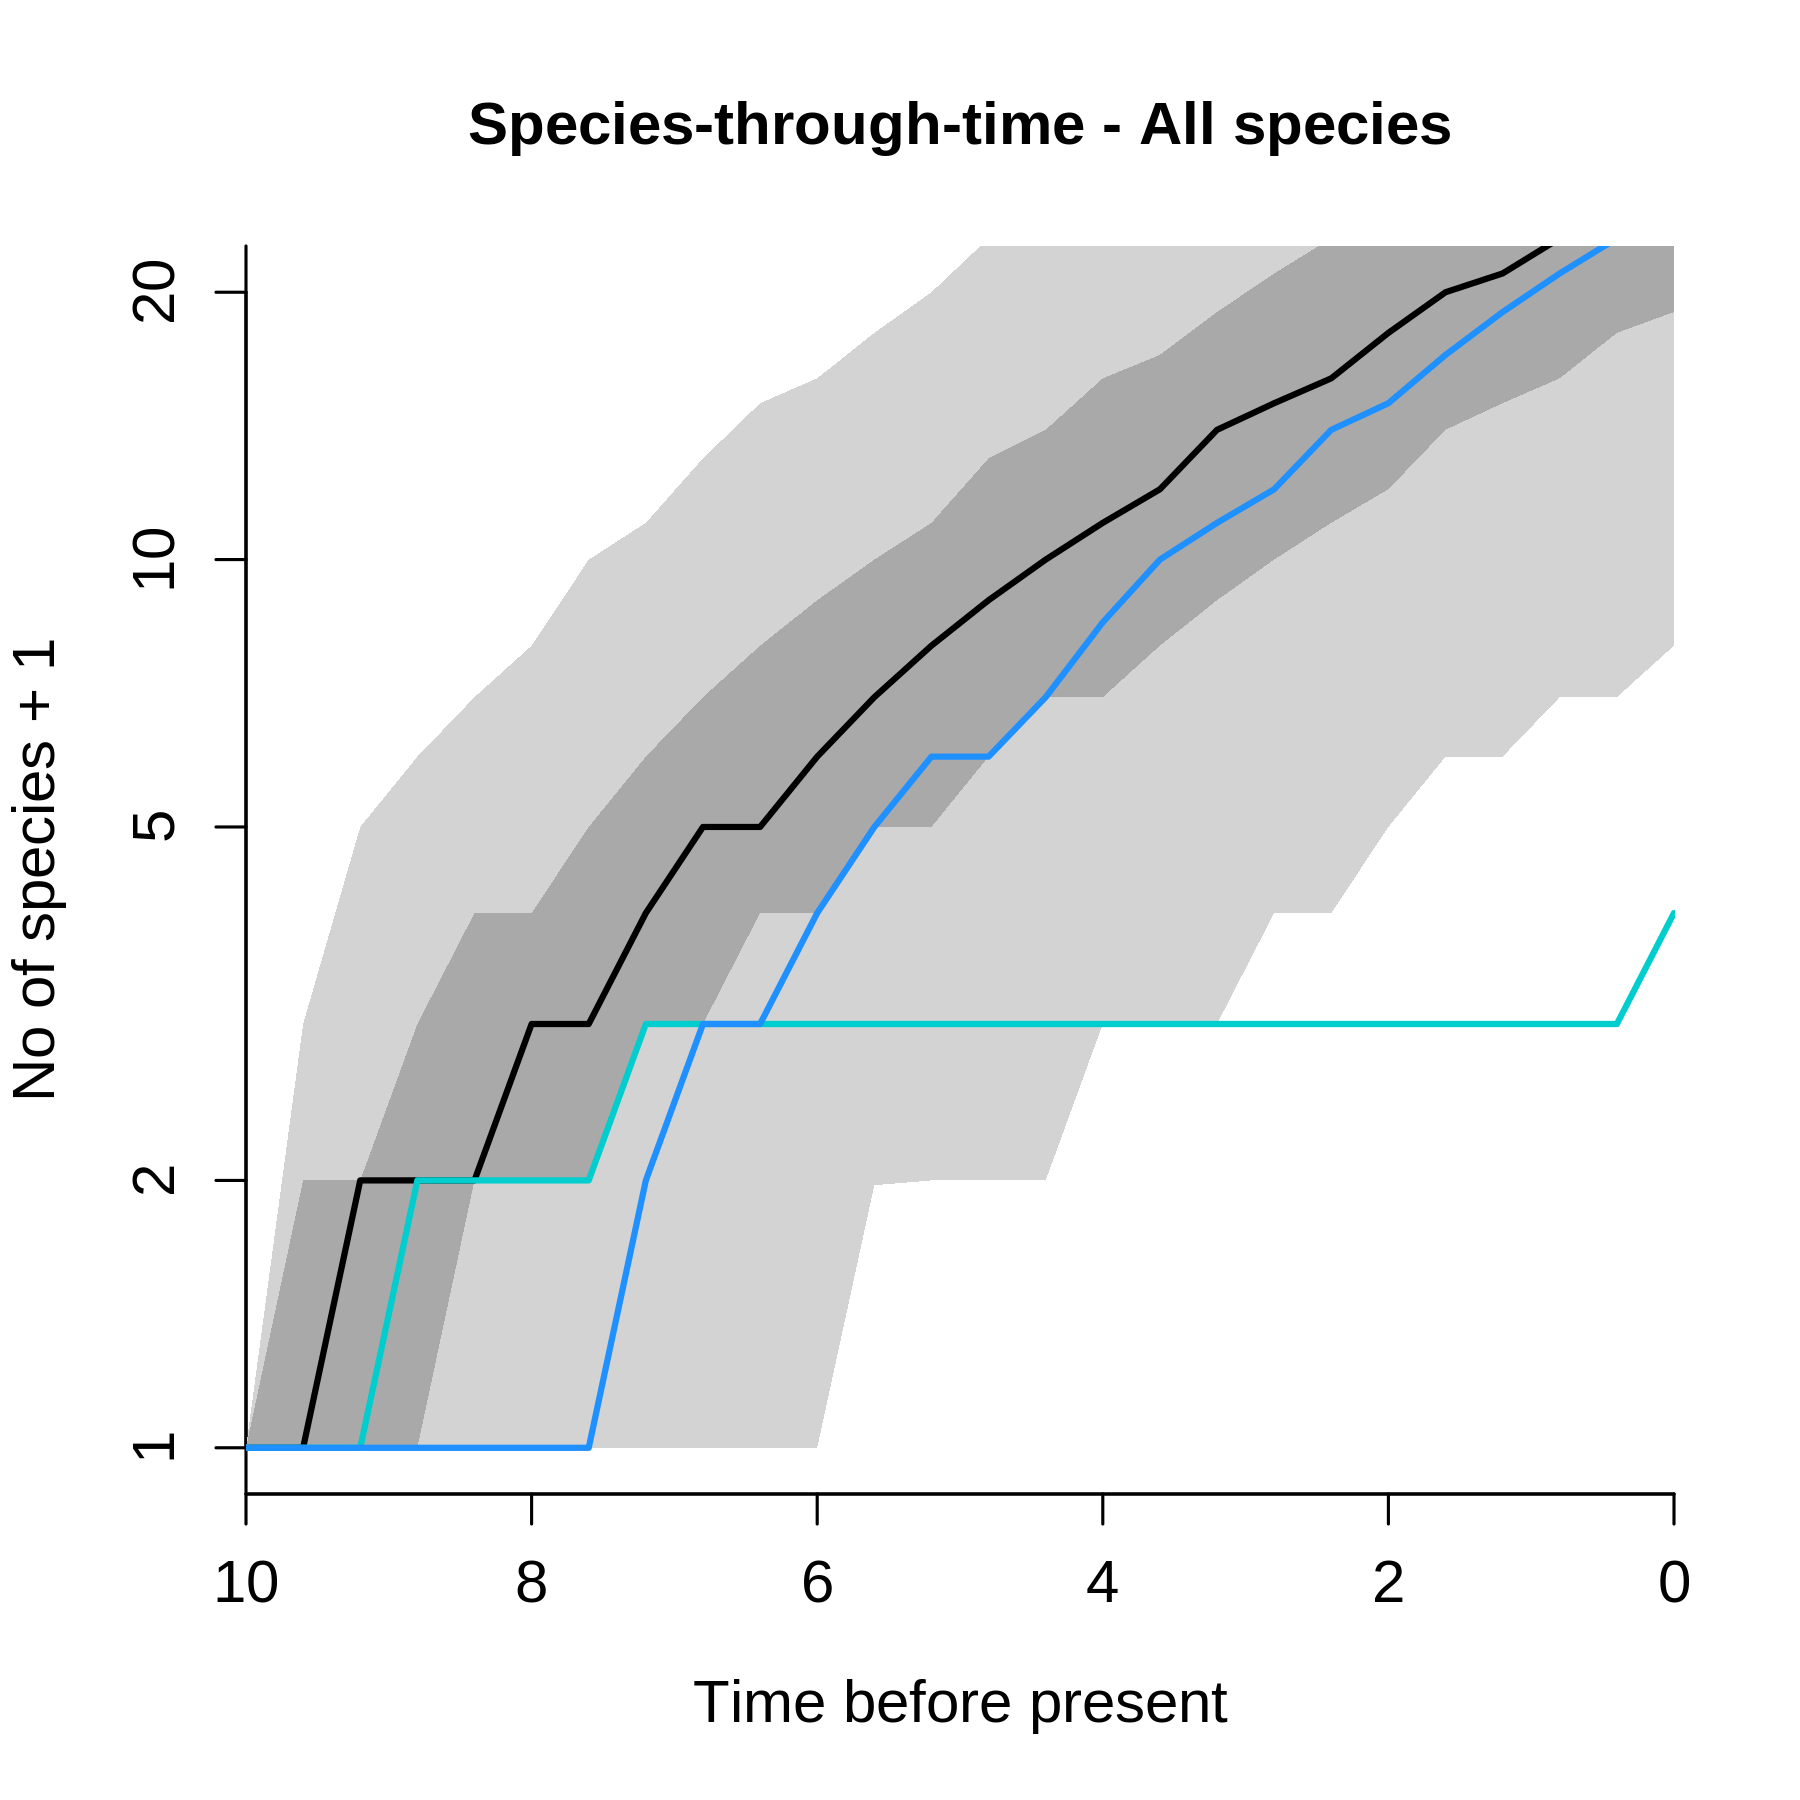 Species-through-time - All species
No of species + 1
20
10
5
2
1
10 8 6 4 2 0
Time before present